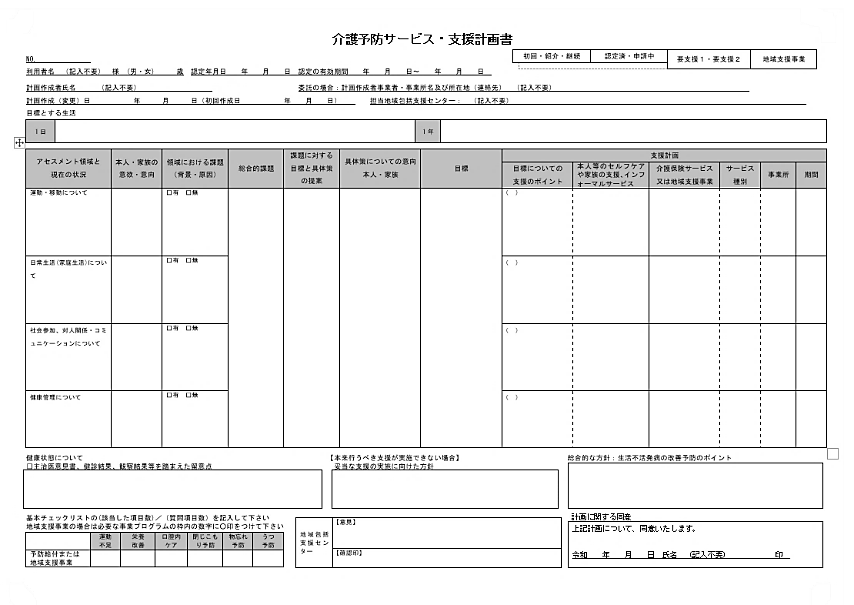 介護予防サービス・支援計画書
NO.
初回・紹介・継続 認定済・申請中 要支援１・要支援２ 地域支援事業
利用者名 （記入不要） 様 （男・女） 歳 認定年月日 年 月 日 認定の有効期間 年 月 日～ 年 月 日
計画作成者氏名 （記入不要） 委託の場合：計画作成者事業者・事業所名及び所在地（連絡先） （記入不要）
計画作成（変更）日 年 月 日（初回作成日 年 月 日） 担当地域包括支援センター： （記入不要）
目標とする生活
１日 １年
アセスメント領域と
現在の状況
本人・家族の
意欲・意向
領域における課題
（背景・原因）
総合的課題
課題に対する
目標と具体策
の提案
具体策についての意向
本人・家族
目標
支援計画
目標についての
支援のポイント
本人等のセルフケア
や家族の支援、インフ
ォーマルサービス
介護保険サービス
又は地域支援事業
サービス
種別
事業所
期間
運動・移動について
□有 □無
（ ）
日常生活（家庭生活）につい
て
□有 □無
（ ）
社会参加、対人関係・コミ
ュニケーションについて
□有 □無
（ ）
健康管理について
□有 □無
（ ）
健康状態について
□主治医意見書、健診結果、観察結果等を踏まえた留意点
【本来行うべき支援が実施できない場合】
妥当な支援の実施に向けた方針
総合的な方針：生活不活発病の改善予防のポイント
基本チェックリストの（該当した項目数）／（質問項目数）を記入して下さい
地域支援事業の場合は必要な事業プログラムの枠内の数字に〇印をつけて下さい
運動
不足
栄養
改善
口腔内
ケア
閉じこも
り予防
物忘れ
予防
うつ
予防
予防給付または
地域支援事業
地域包括
支援セン
ター
【意見】
【確認印】
計画に関する同意
上記計画について、同意いたします。
令和 年 月 日 氏名 （記入不要） 印